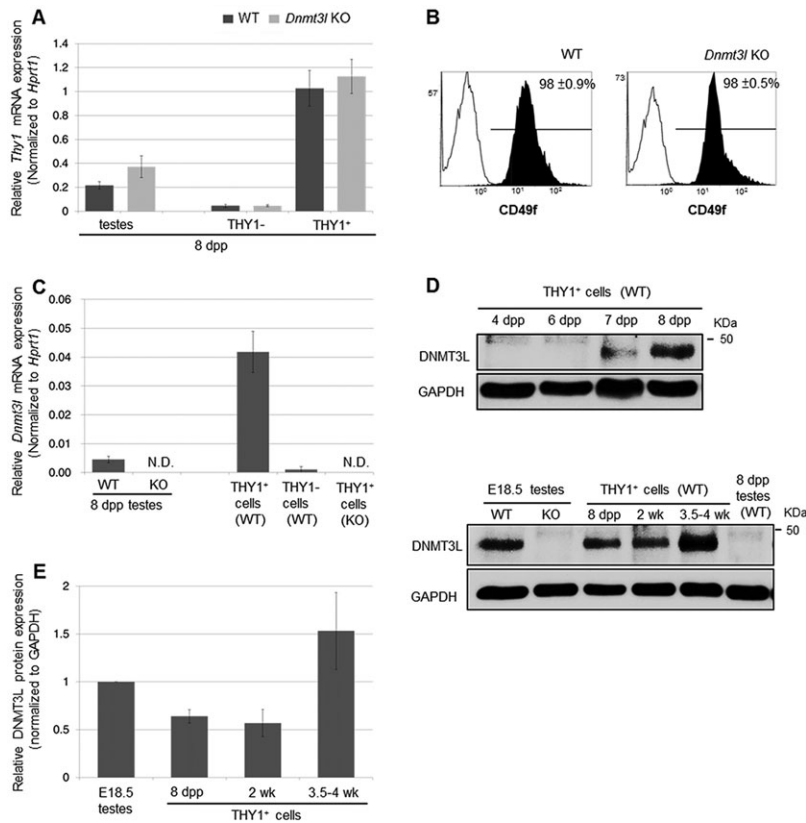 A
WT Dnmt3l KO
Relative Thy1 mRNA expression
(Normalized to Hprt1)
1.4
1.2
1
0.8
0.6
0.4
0.2
0
testes THY1- THY1+
8 dpp
B
WT Dnmt3l KO
57 98 ±0.9% 73 98 ±0.5%
10⁰ 10¹ 10² 10⁰ 10¹ 10²
CD49f CD49f
C
Relative Dnmt3l mRNA expression
(Normalized to Hprt1)
0.06
0.05
0.04
0.03
0.02
0.01
0.00
N.D. N.D.
WT KO THY1+ THY1- THY1+
cells cells cells
8 dpp testes (WT) (WT) (KO)
D
THY1+ cells (WT)
4 dpp 6 dpp 7 dpp 8 dpp KDa
50
DNMT3L
GAPDH
E18.5 testes THY1+ cells (WT) 8 dpp
testes
(WT)
WT KO 8 dpp 2 wk 3.5-4 wk KDa
50
DNMT3L
GAPDH
E
Relative DNMT3L protein expression
(normalized to GAPDH)
2
1.5
1
0.5
0
E18.5 8 dpp 2 wk 3.5-4 wk
testes THY1+ cells